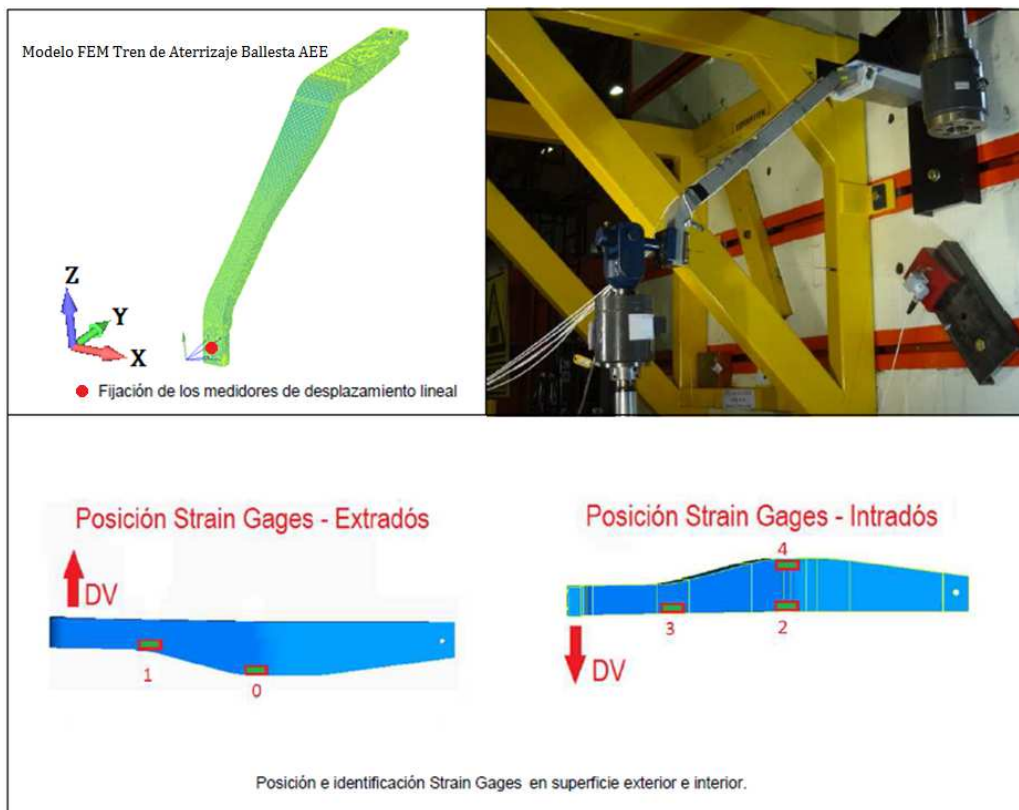 Modelo FEM Tren de Aterrizaje Ballesta AEE
Z
Y
X
Fijación de los medidores de desplazamiento lineal
Posición Strain Gages - Extradós
DV
1
0
Posición Strain Gages - Intradós
4
3
2
DV
Posición e identificación Strain Gages en superficie exterior e interior.